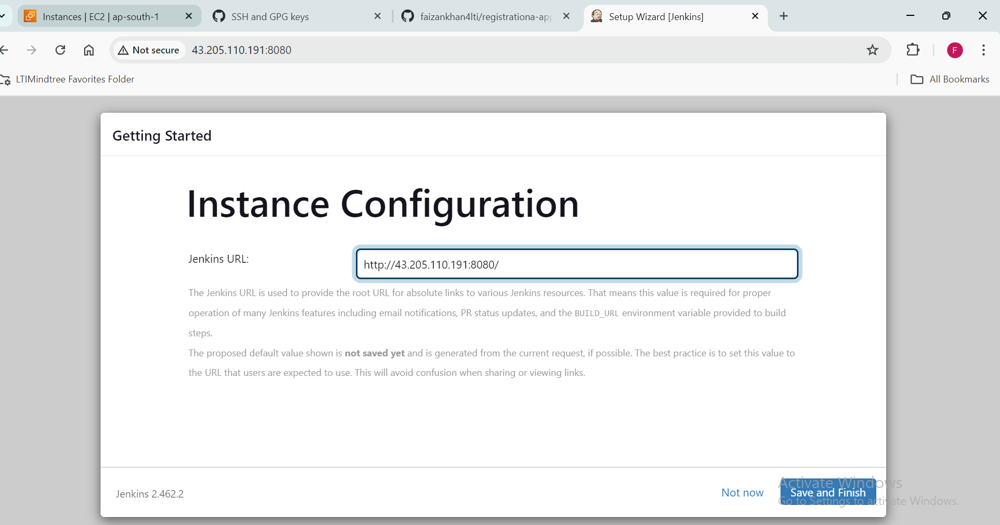 Instances | EC2 | ap-south-1
SSH and GPG keys
faizankhan4lti/registrationa-app
Setup Wizard [Jenkins]
Not secure
43.205.110.191:8080
F
LTIMindtree Favorites Folder
All Bookmarks
Getting Started
Instance Configuration
Jenkins URL:
http://43.205.110.191:8080/
The Jenkins URL is used to provide the root URL for absolute links to various Jenkins resources. That means this value is required for proper
operation of many Jenkins features including email notifications, PR status updates, and the BUILD_URL environment variable provided to build
steps.
The proposed default value shown is not saved yet and is generated from the current request, if possible. The best practice is to set this value to
the URL that users are expected to use. This will avoid confusion when sharing or viewing links.
Jenkins 2.462.2
Not now
Save and Finish
Activate Windows
Go to Settings to activate Windows.